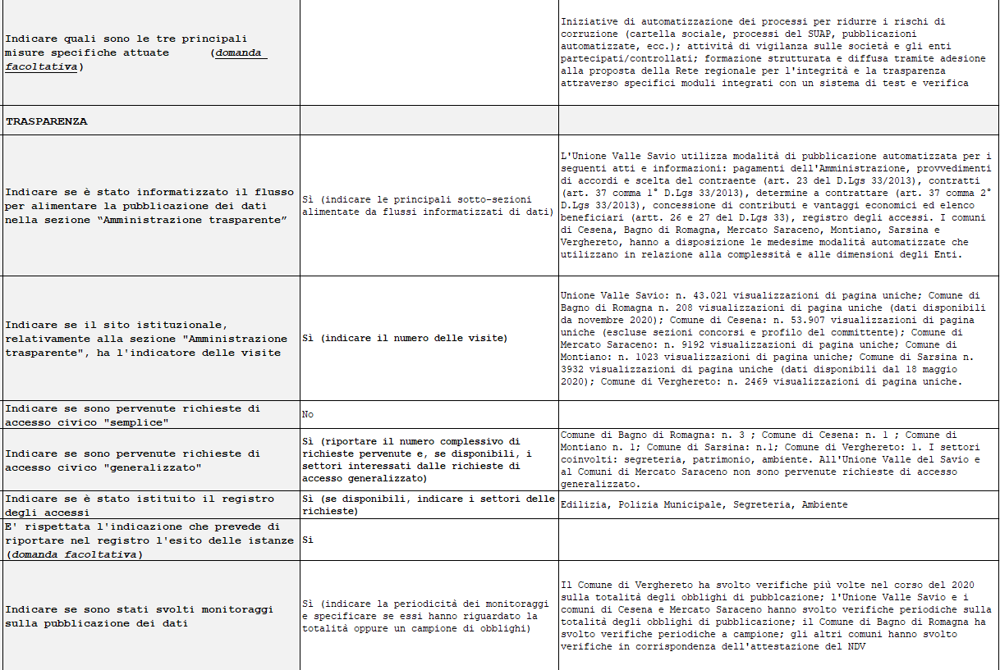 Indicare quali sono le tre principali
misure specifiche attuate (domanda
facoltativa)
Iniziative di automatizzazione dei processi per ridurre i rischi di
corruzione (cartella sociale, processi del SUAP, pubblicazioni
automatizzate, ecc.); attività di vigilanza sulle società e gli enti
partecipati/controllati; formazione strutturata e diffusa tramite adesione
alla proposta della Rete regionale per l'integrità e la trasparenza
attraverso specifici moduli integrati con un sistema di test e verifica
TRASPARENZA
Indicare se è stato informatizzato il flusso
per alimentare la pubblicazione dei dati
nella sezione “Amministrazione trasparente”
Sì (indicare le principali sotto-sezioni
alimentate da flussi informatizzati di dati)
L'Unione Valle Savio utilizza modalità di pubblicazione automatizzata per i
seguenti atti e informazioni: pagamenti dell'Amministrazione, provvedimenti
di accordi e scelta del contraente (art. 23 del D.Lgs 33/2013), contratti
(art. 37 comma 1° D.Lgs 33/2013), determine a contrattare (art. 37 comma 2°
D.Lgs 33/2013), concessione di contributi e vantaggi economici ed elenco
beneficiari (artt. 26 e 27 del D.Lgs 33), registro degli accessi. I comuni
di Cesena, Bagno di Romagna, Mercato Saraceno, Montiano, Sarsina e
Verghereto, hanno a disposizione le medesime modalità automatizzate che
utilizzano in relazione alla complessità e alle dimensioni degli Enti.
Indicare se il sito istituzionale,
relativamente alla sezione "Amministrazione
trasparente", ha l'indicatore delle visite
Sì (indicare il numero delle visite)
Unione Valle Savio: n. 43.021 visualizzazioni di pagina uniche; Comune di
Bagno di Romagna n. 208 visualizzazioni di pagina uniche (dati disponibili
da novembre 2020); Comune di Cesena: n. 53.907 visualizzazioni di pagina
uniche (escluse sezioni concorsi e profilo del committente); Comune di
Mercato Saraceno: n. 9192 visualizzazioni di pagina uniche; Comune di
Montiano: n. 1023 visualizzazioni di pagina uniche; Comune di Sarsina n.
3932 visualizzazioni di pagina uniche (dati disponibili dal 18 maggio
2020); Comune di Verghereto: n. 2469 visualizzazioni di pagina uniche.
Indicare se sono pervenute richieste di
accesso civico "semplice"
No
Indicare se sono pervenute richieste di
accesso civico "generalizzato"
Sì (riportare il numero complessivo di
richieste pervenute e, se disponibili, i
settori interessati dalle richieste di
accesso generalizzato)
Comune di Bagno di Romagna: n. 3 ; Comune di Cesena: n. 1 ; Comune di
Montiano n. 1; Comune di Sarsina: n.1; Comune di Verghereto: 1. I settori
coinvolti: segreteria, patrimonio, ambiente. All'Unione Valle del Savio e
al Comuni di Mercato Saraceno non sono pervenute richieste di accesso
generalizzato.
Indicare se è stato istituito il registro
degli accessi
Sì (se disponibili, indicare i settori delle
richieste)
Edilizia, Polizia Municipale, Segreteria, Ambiente
E' rispettata l'indicazione che prevede di
riportare nel registro l'esito delle istanze
(domanda facoltativa)
Si
Indicare se sono stati svolti monitoraggi
sulla pubblicazione dei dati
Sì (indicare la periodicità dei monitoraggi
e specificare se essi hanno riguardato la
totalità oppure un campione di obblighi)
Il Comune di Verghereto ha svolto verifiche più volte nel corso del 2020
sulla totalità degli obblighi di pubblcazione; l'Unione Valle Savio e i
comuni di Cesena e Mercato Saraceno hanno svolto verifiche periodiche sulla
totalità degli obblighi di pubblicazione; il Comune di Bagno di Romagna ha
svolto verifiche periodiche a campione; gli altri comuni hanno svolto
verifiche in corrispondenza dell'attestazione del NDV